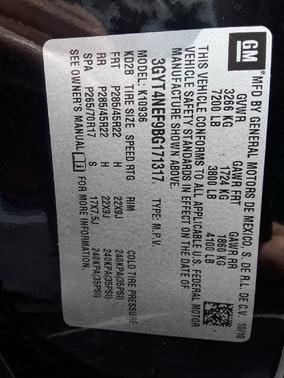 GM
MFD BY GENERAL MOTORS DE MEXICO, S. DE R.L. DE C.V. 10/10
GVWR GAWR FRT GAWR RR
3266 KG 1724 KG 1860 KG
7200 LB 3800 LB 4100 LB
THIS VEHICLE CONFORMS TO ALL APPLICABLE U.S. FEDERAL MOTOR
VEHICLE SAFETY STANDARDS IN EFFECT ON THE DATE OF
MANUFACTURE SHOWN ABOVE.
3GYT4NEF9BG171317. TYPE: M.P.V.
MODEL: K10936
KD2B TIRE SIZE SPEED RTG RIM COLD TIRE PRESSURE
FRT P285/45R22 H 22X9J 240KPA(35PSI)
RR P285/45R22 H 22X9J 240KPA(35PSI)
SPA P265/70R17 S 17X7.5J 240KPA(35PSI)
SEE OWNER'S MANUAL FOR MORE INFORMATION.